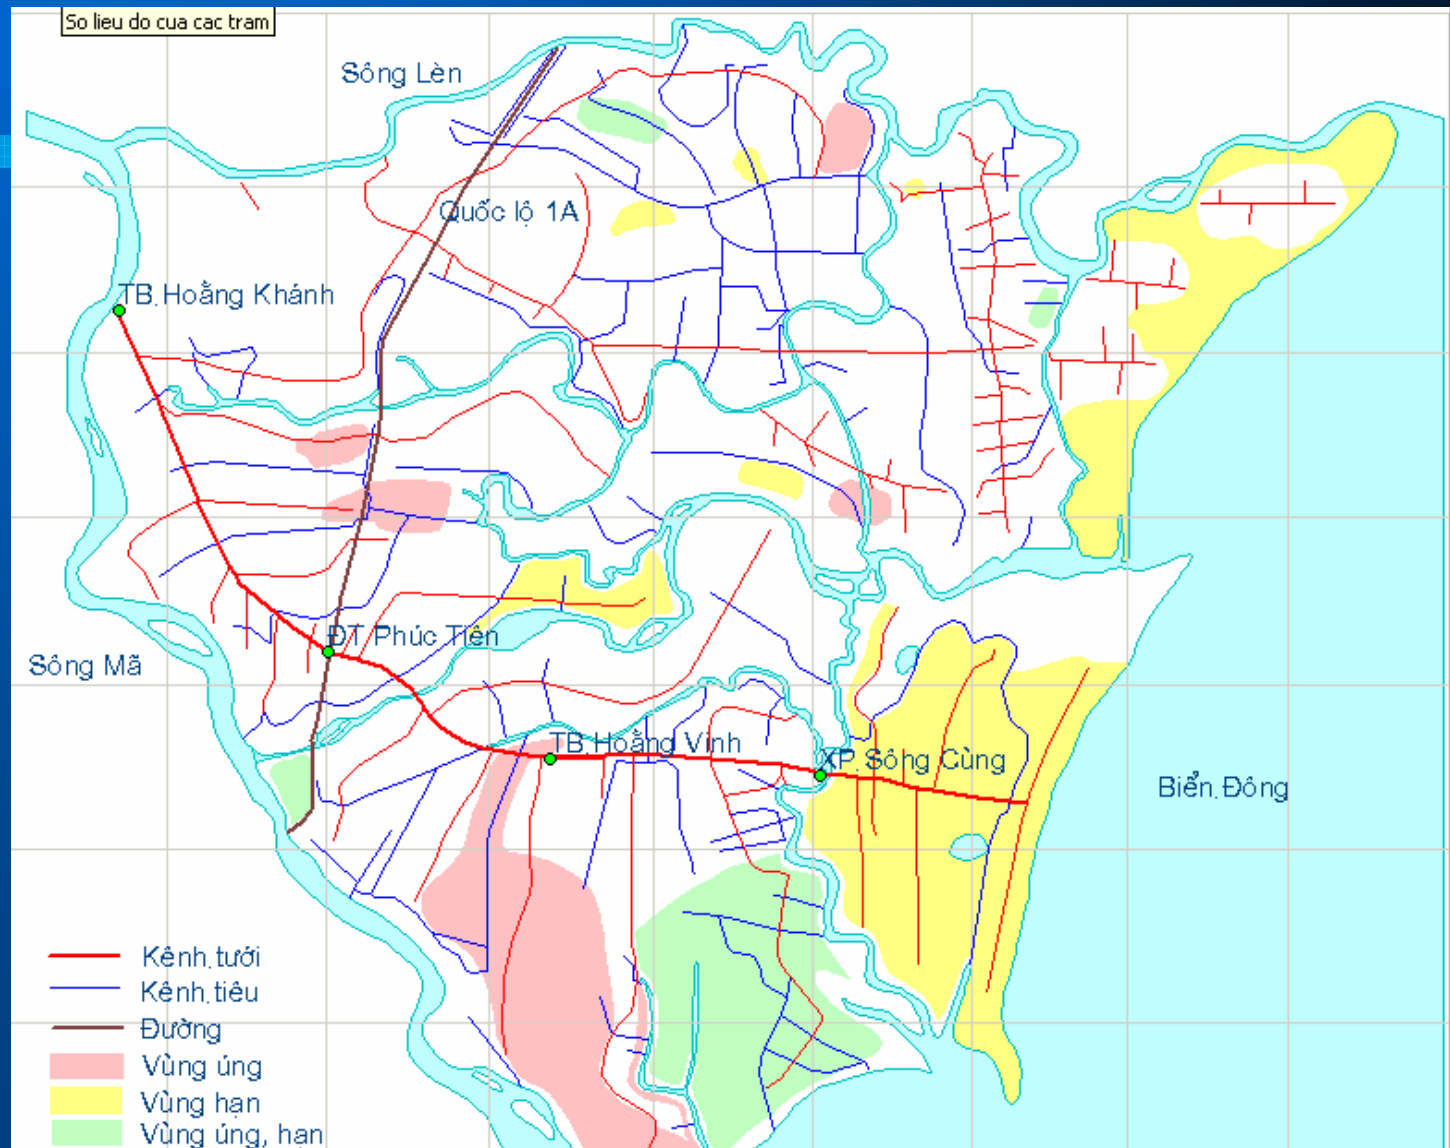 So lieu do cua cac tram
Sông Lèn
Quốc lộ 1A
TB.Hoằng Khánh
ĐT Phúc Tiên
Sông Mã
TB.Hoằng Vinh
XP.Sông Cùng
Biển.Đông
Kênh.tưới
Kênh.tiêu
Đường
Vùng úng
Vùng hạn
Vùng úng, hạn